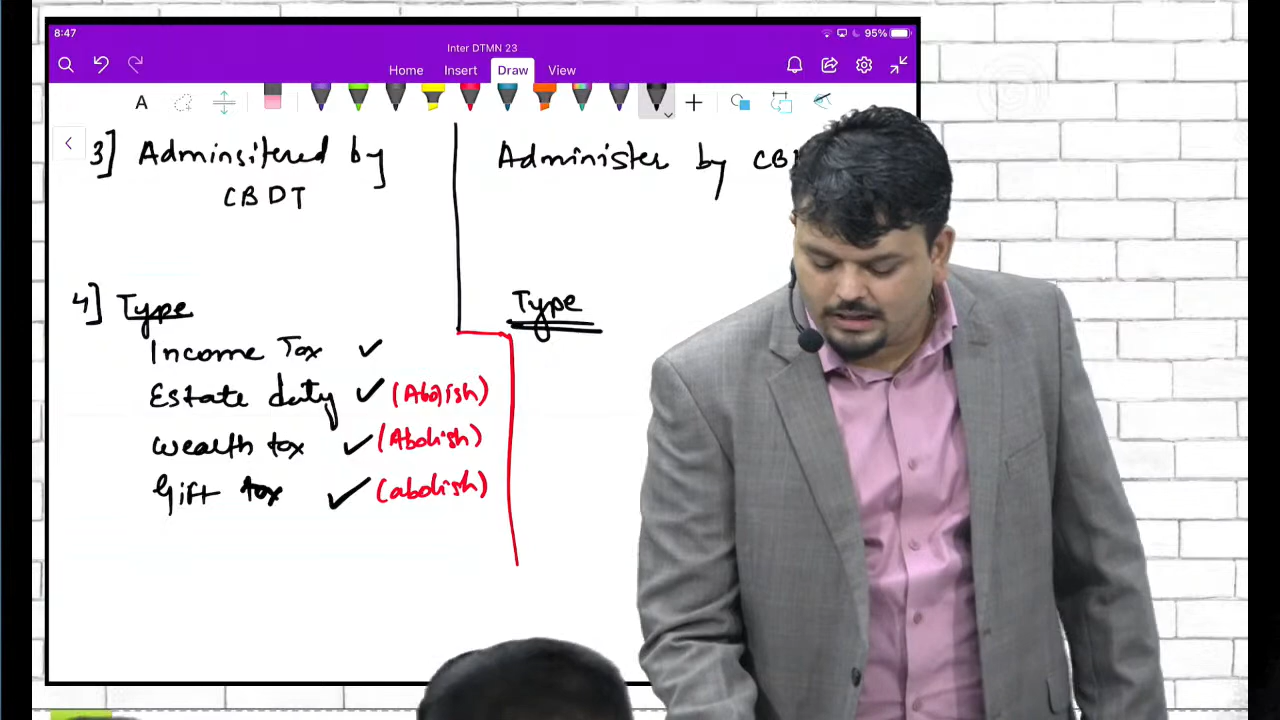 8:47
95%
Inter DTMN 23
Home Insert Draw View
A
3] Adminsitered by
CBDT
Administer by
4] Type
Income Tax ✓
Estate duty ✓ (Abolish)
Wealth tax ✓ (Abolish)
Gift tax ✓ (abolish)
Type